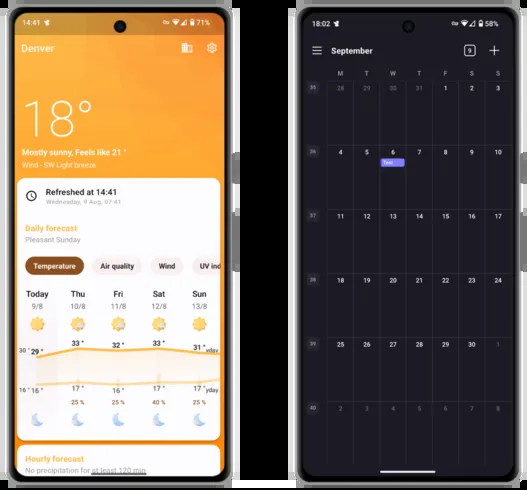 14:41
71%
Denver
18°
Mostly sunny, Feels like 21 °
Wind - SW Light breeze
Refreshed at 14:41
Wednesday, 9 Aug, 07:41
Daily forecast
Pleasant Sunday
Temperature Air quality Wind UV ind
Today Thu Fri Sat Sun
9/8 10/8 11/8 12/8 13/8
30 ° 29 ° 33 ° 32 ° 33 ° 31 ° yday
16 ° 16 ° 17 ° 16 ° 17 ° 17 ° yday
25 % 25 % 40 % 25 %
Hourly forecast
No precipitation for at least 120 min
18:02
58%
September
9
M T W T F S S
35 28 29 30 31 1 2 3
36 4 5 6 7 8 9 10
37 11 12 13 14 15 16 17
38 18 19 20 21 22 23 24
39 25 26 27 28 29 30 1
40 2 3 4 5 6 7 8